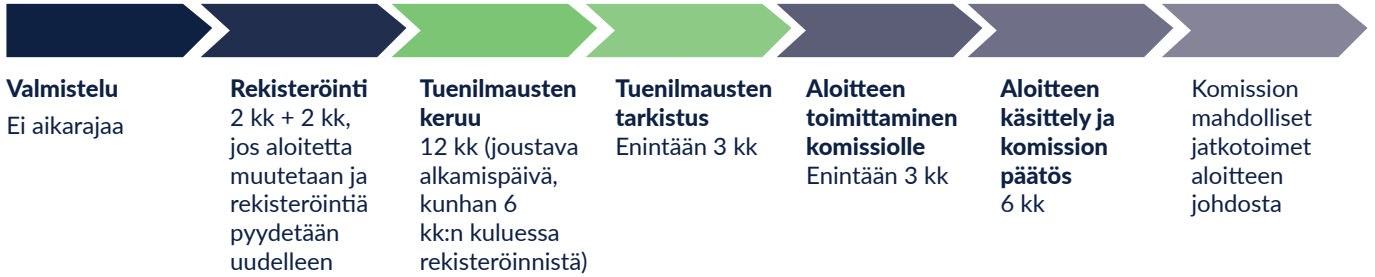 Valmistelu
Ei aikarajaa
Rekisteröinti
2 kk + 2 kk,
jos aloitetta
muutetaan ja
rekisteröintiä
pyydetään
uudelleen
Tuenilmausten
keruu
12 kk (joustava
alkamispäivä,
kunhan 6
kk:n kuluessa
rekisteröinnistä)
Tuenilmausten
tarkistus
Enintään 3 kk
Aloitteen
toimittaminen
komissiolle
Enintään 3 kk
Aloitteen
käsittely ja
komission
päätös
6 kk
Komission
mahdolliset
jatkotoimet
aloitteen
johdosta